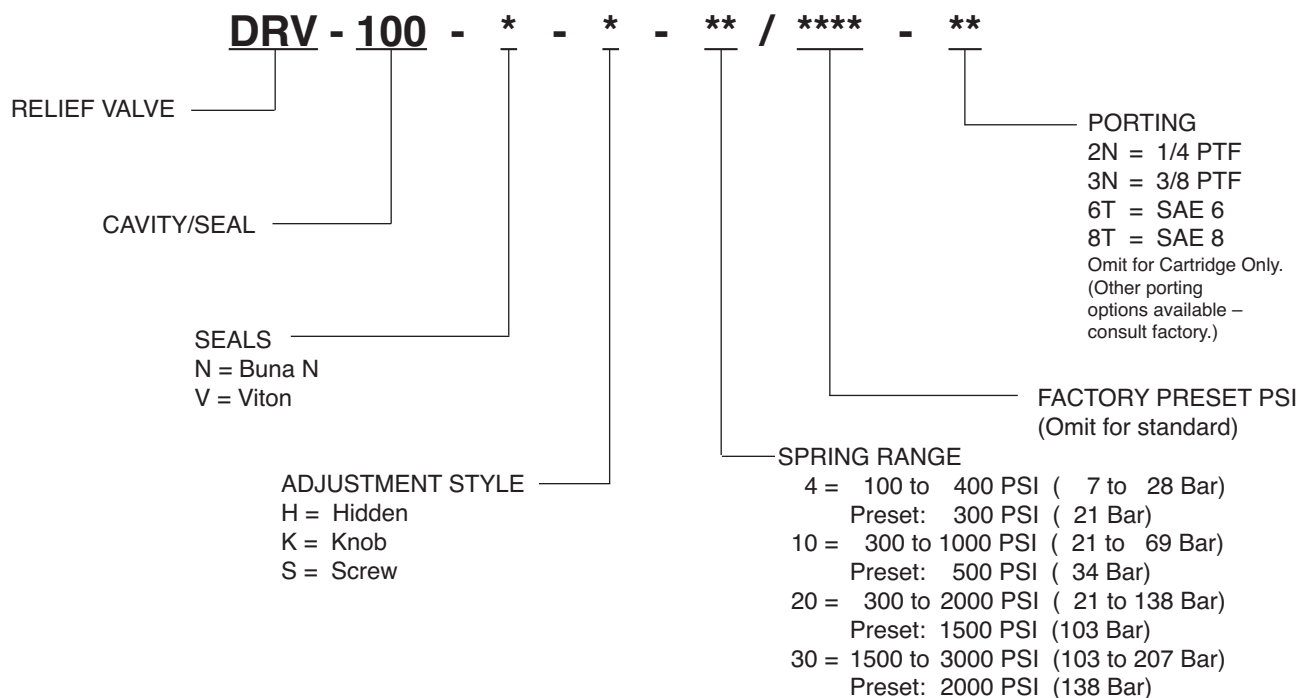 DRV - 100 - * - * - ** / **** - **
RELIEF VALVE
CAVITY/SEAL
SEALS
N = Buna N
V = Viton
ADJUSTMENT STYLE
H = Hidden
K = Knob
S = Screw
PORTING
2N = 1/4 PTF
3N = 3/8 PTF
6T = SAE 6
8T = SAE 8
Omit for Cartridge Only.
(Other porting
options available –
consult factory.)
FACTORY PRESET PSI
(Omit for standard)
SPRING RANGE
4 = 100 to 400 PSI ( 7 to 28 Bar)
Preset: 300 PSI ( 21 Bar)
10 = 300 to 1000 PSI ( 21 to 69 Bar)
Preset: 500 PSI ( 34 Bar)
20 = 300 to 2000 PSI ( 21 to 138 Bar)
Preset: 1500 PSI (103 Bar)
30 = 1500 to 3000 PSI (103 to 207 Bar)
Preset: 2000 PSI (138 Bar)